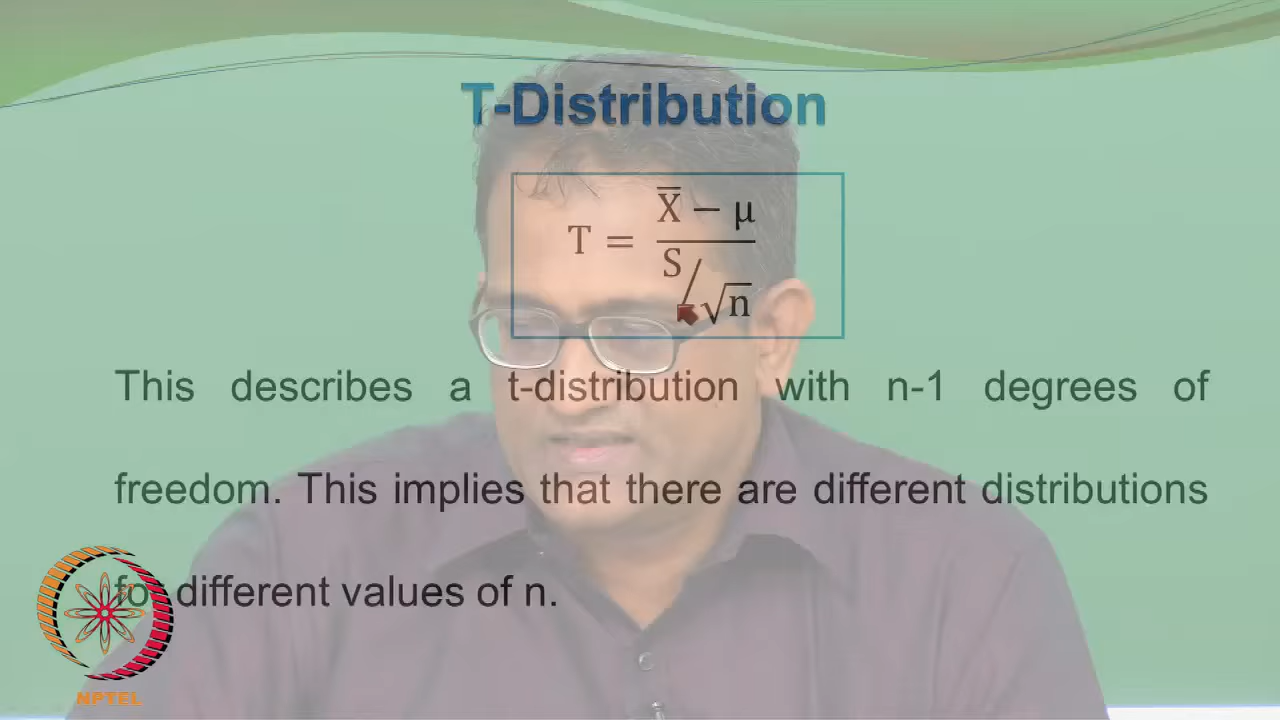 T-Distribution
T = X̅ − μ / S/√n
This describes a t-distribution with n-1 degrees of
freedom. This implies that there are different distributions
for different values of n.
NPTEL